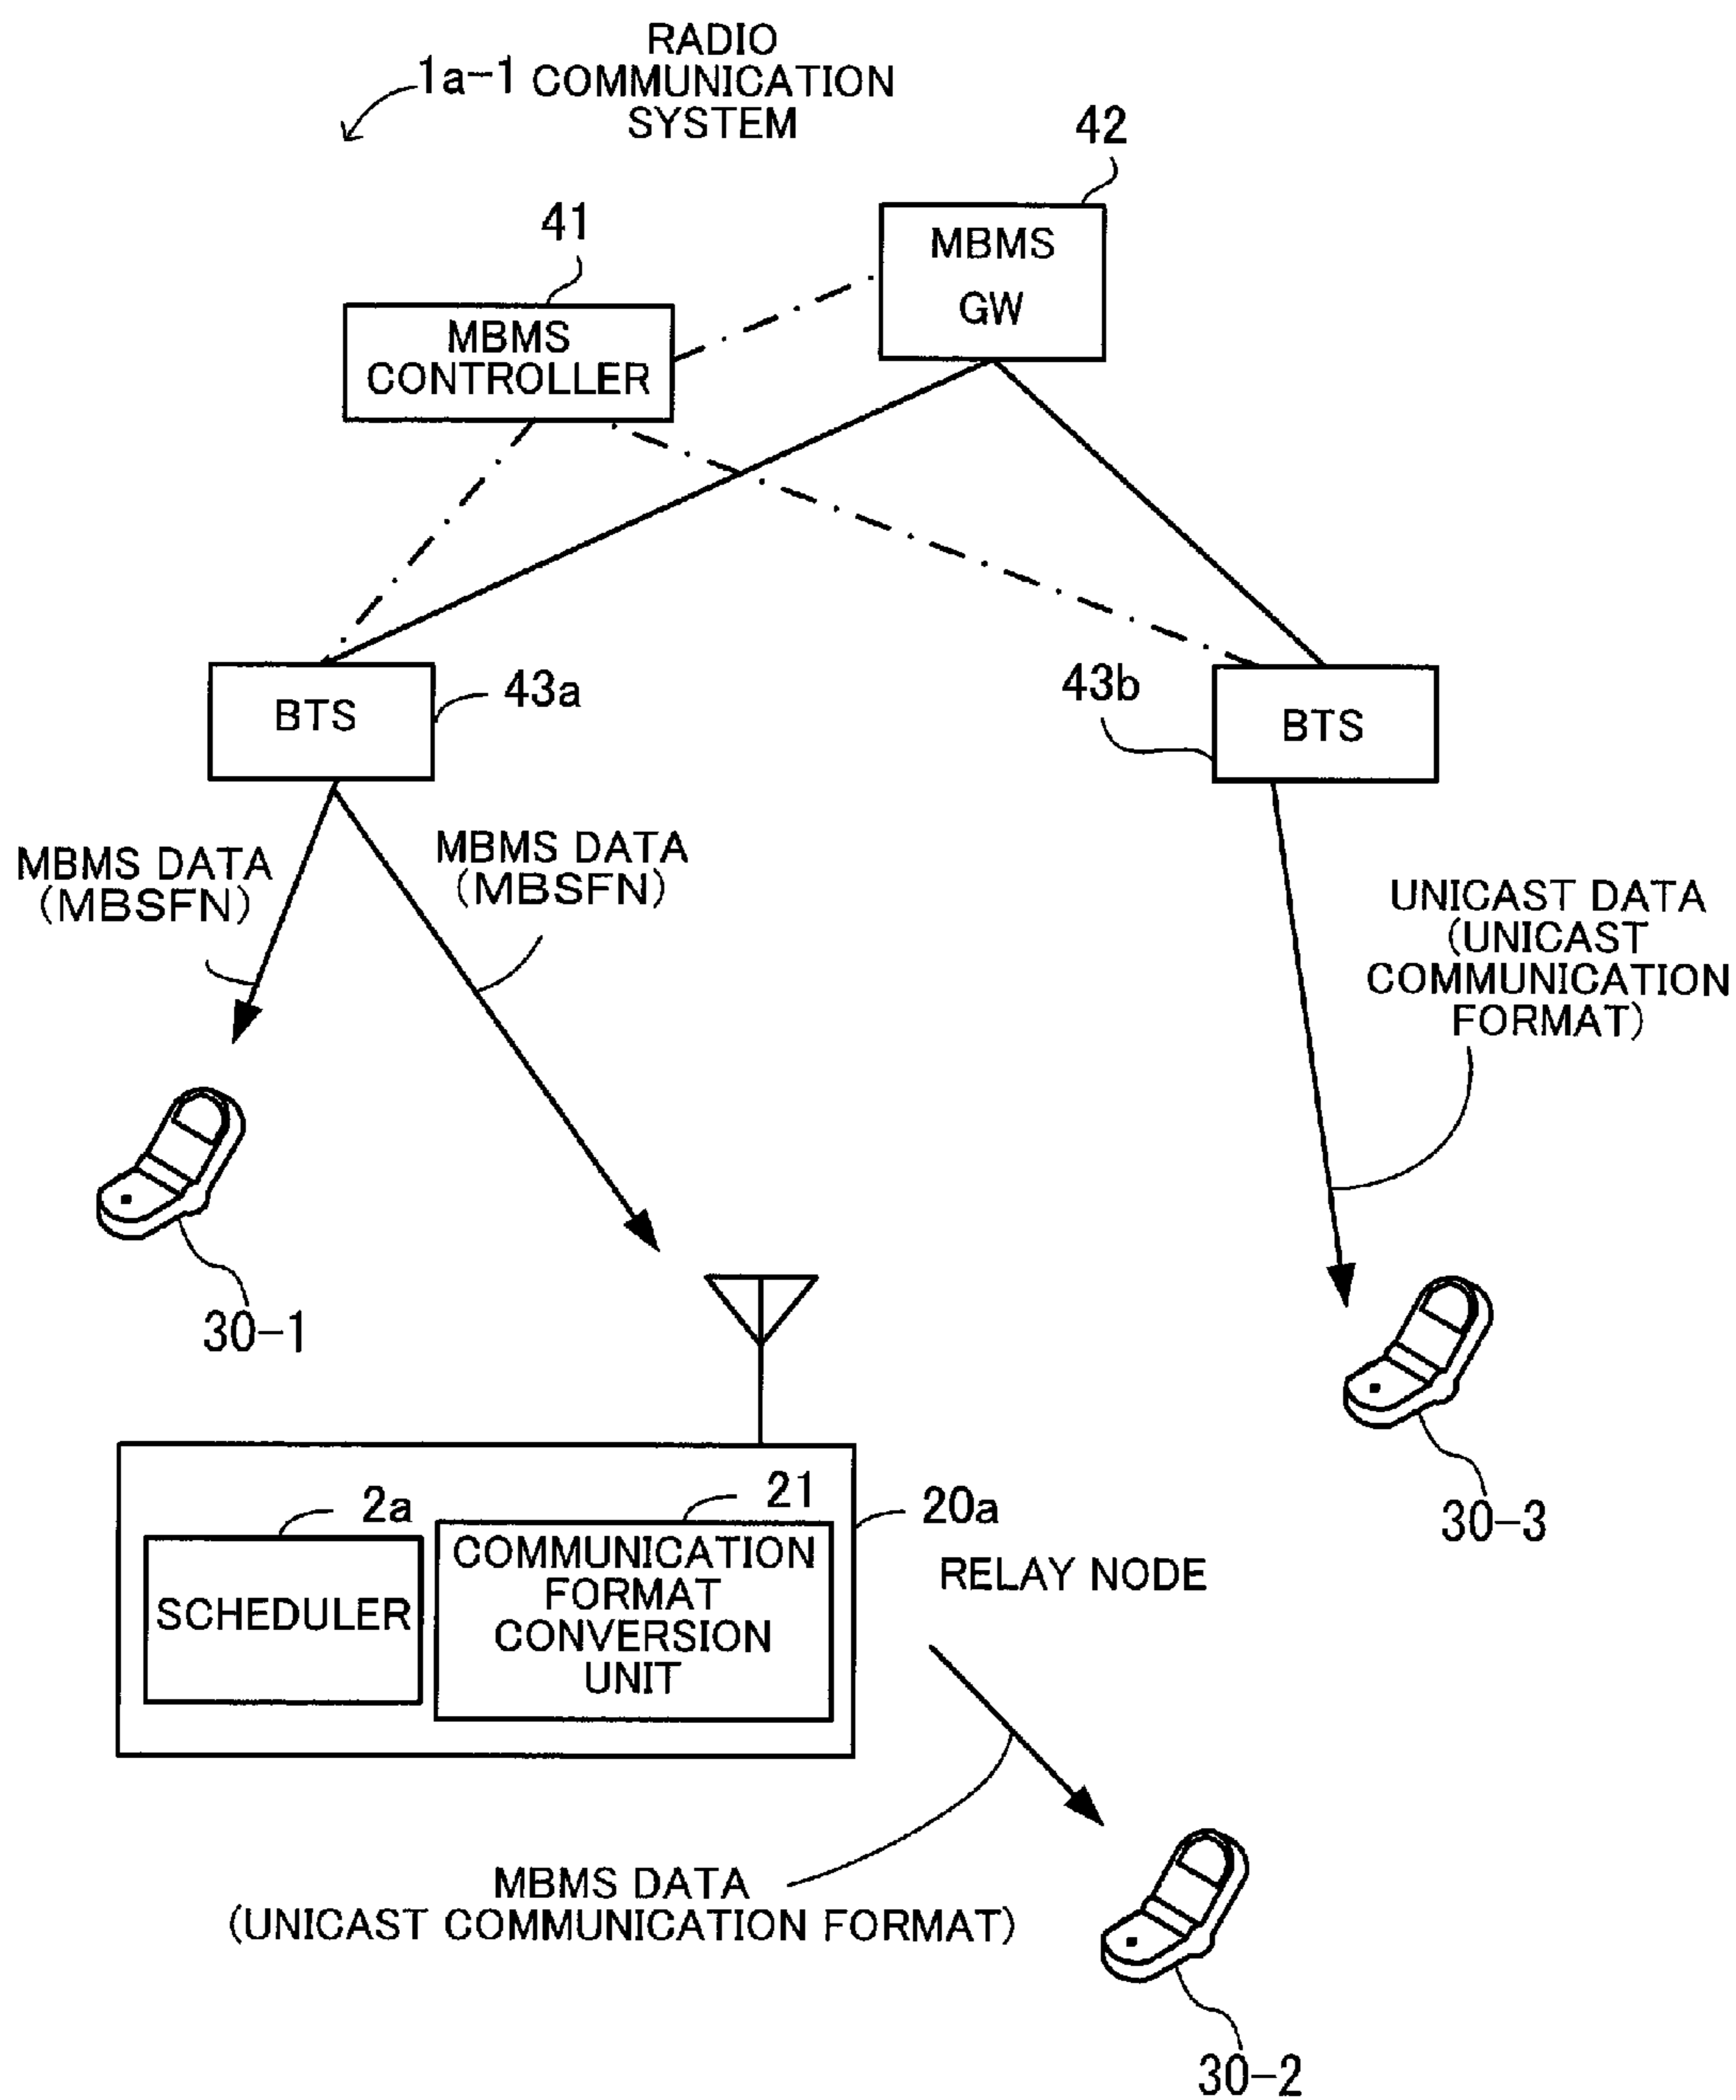 RADIO
1a-1 COMMUNICATION
SYSTEM
42
MBMS
GW
41
MBMS
CONTROLLER
BTS
43a
43b
BTS
MBMS DATA
(MBSFN)
MBMS DATA
(MBSFN)
UNICAST DATA
(UNICAST
COMMUNICATION
FORMAT)
30-1
30-3
2a
SCHEDULER
21
COMMUNICATION
FORMAT
CONVERSION
UNIT
20a
RELAY NODE
MBMS DATA
(UNICAST COMMUNICATION FORMAT)
30-2